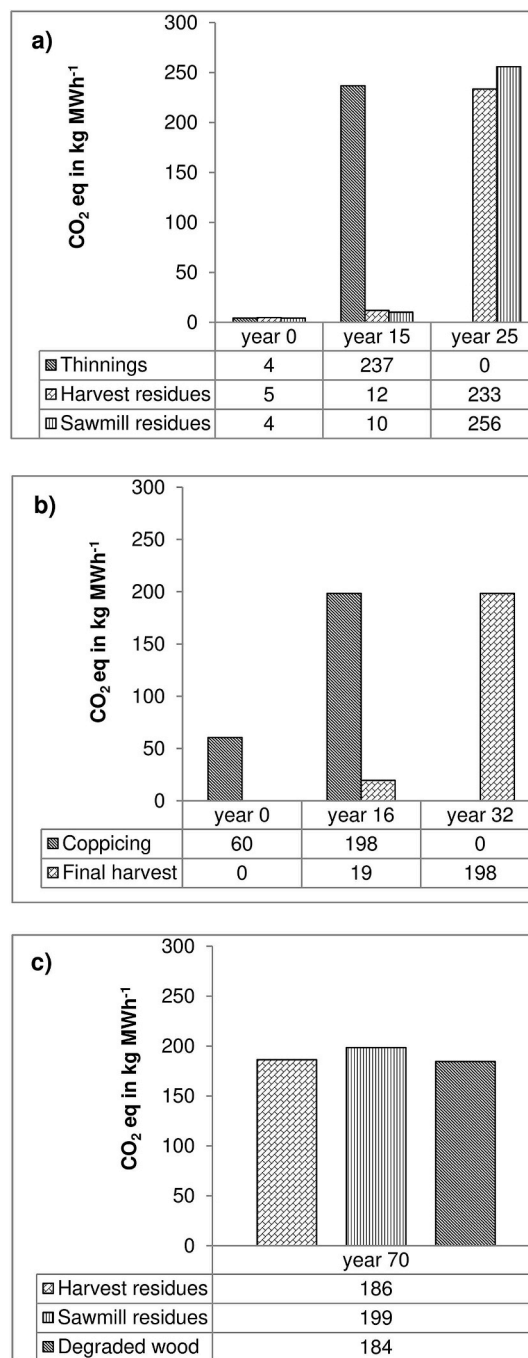 a)
CO₂ eq in kg MWh⁻¹
300
250
200
150
100
50
0
year 0 year 15 year 25
Thinnings 4 237 0
Harvest residues 5 12 233
Sawmill residues 4 10 256
b)
CO₂ eq in kg MWh⁻¹
300
250
200
150
100
50
0
year 0 year 16 year 32
Coppicing 60 198 0
Final harvest 0 19 198
c)
CO₂ eq in kg MWh⁻¹
300
250
200
150
100
50
0
year 70
Harvest residues 186
Sawmill residues 199
Degraded wood 184